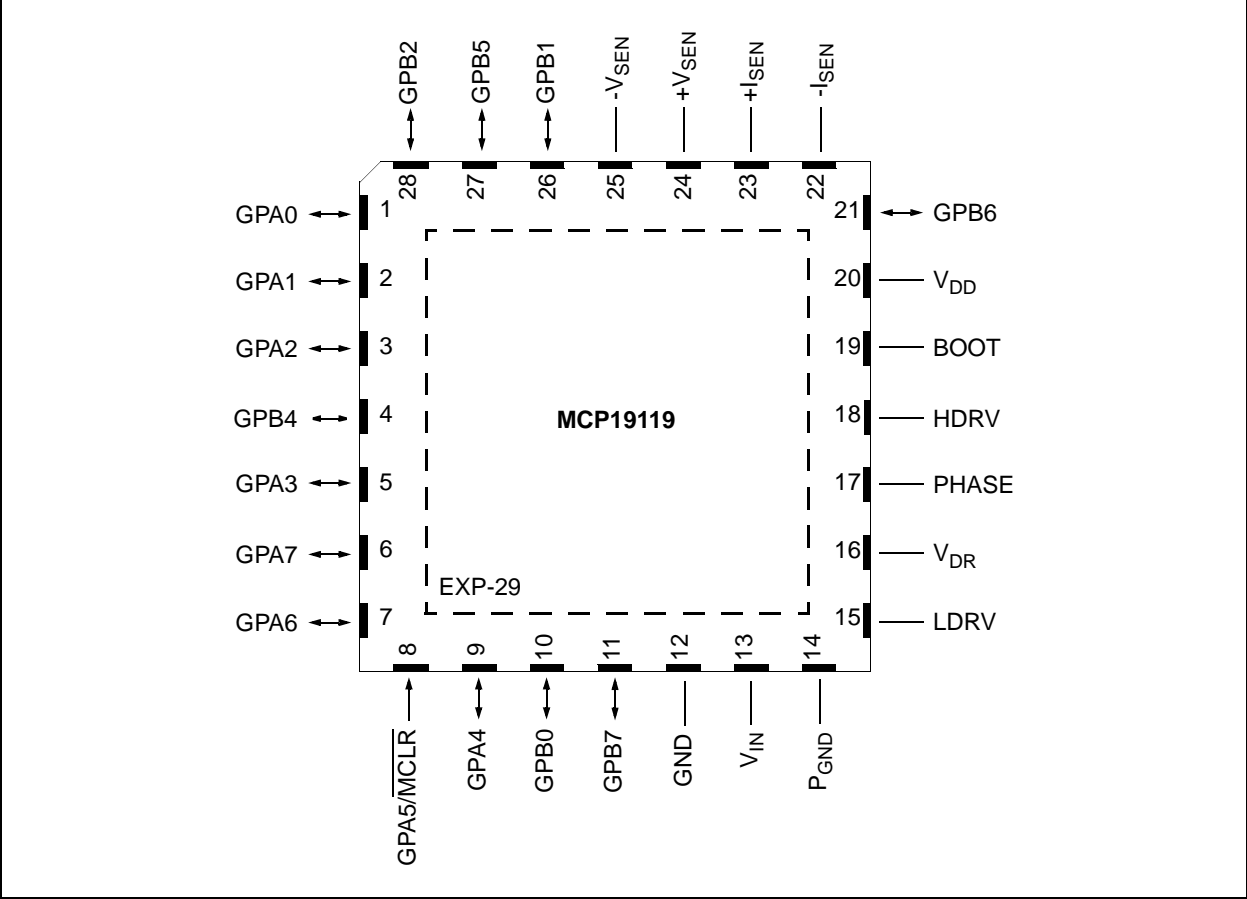 GPB2
GPB5
GPB1
-VSEN
+VSEN
+ISEN
-ISEN
28
27
26
25
24
23
22
GPA0 1
21 GPB6
GPA1 2
20 VDD
GPA2 3
19 BOOT
GPB4 4
MCP19119
18 HDRV
GPA3 5
17 PHASE
GPA7 6
16 VDR
EXP-29
GPA6 7
15 LDRV
8
9
10
11
12
13
14
GPA5/MCLR
GPA4
GPB0
GPB7
GND
VIN
PGND